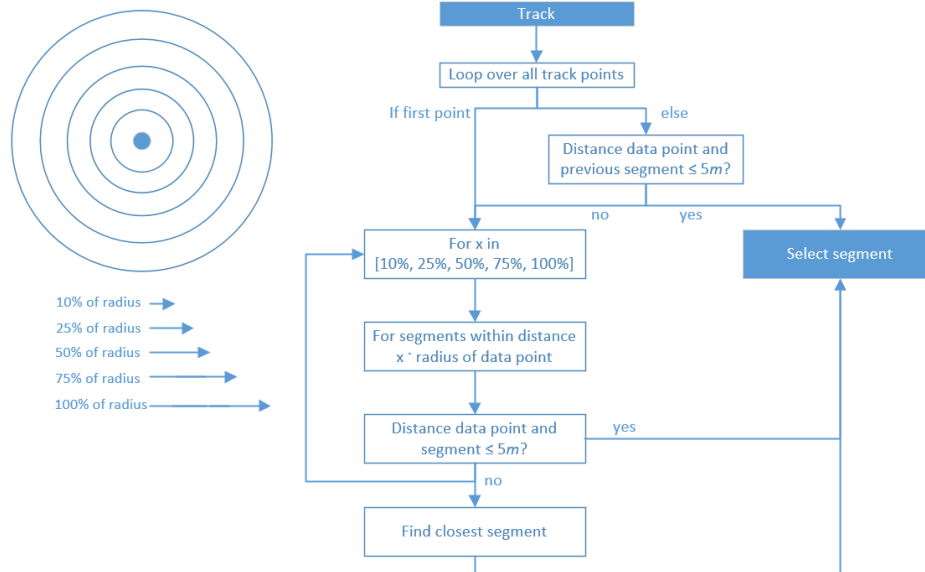 Track
Loop over all track points
If first point
else
Distance data point and
previous segment ≤ 5m?
no
yes
For x in
[10%, 25%, 50%, 75%, 100%]
Select segment
10% of radius
25% of radius
50% of radius
75% of radius
100% of radius
For segments within distance
x · radius of data point
Distance data point and
segment ≤ 5m?
yes
no
Find closest segment